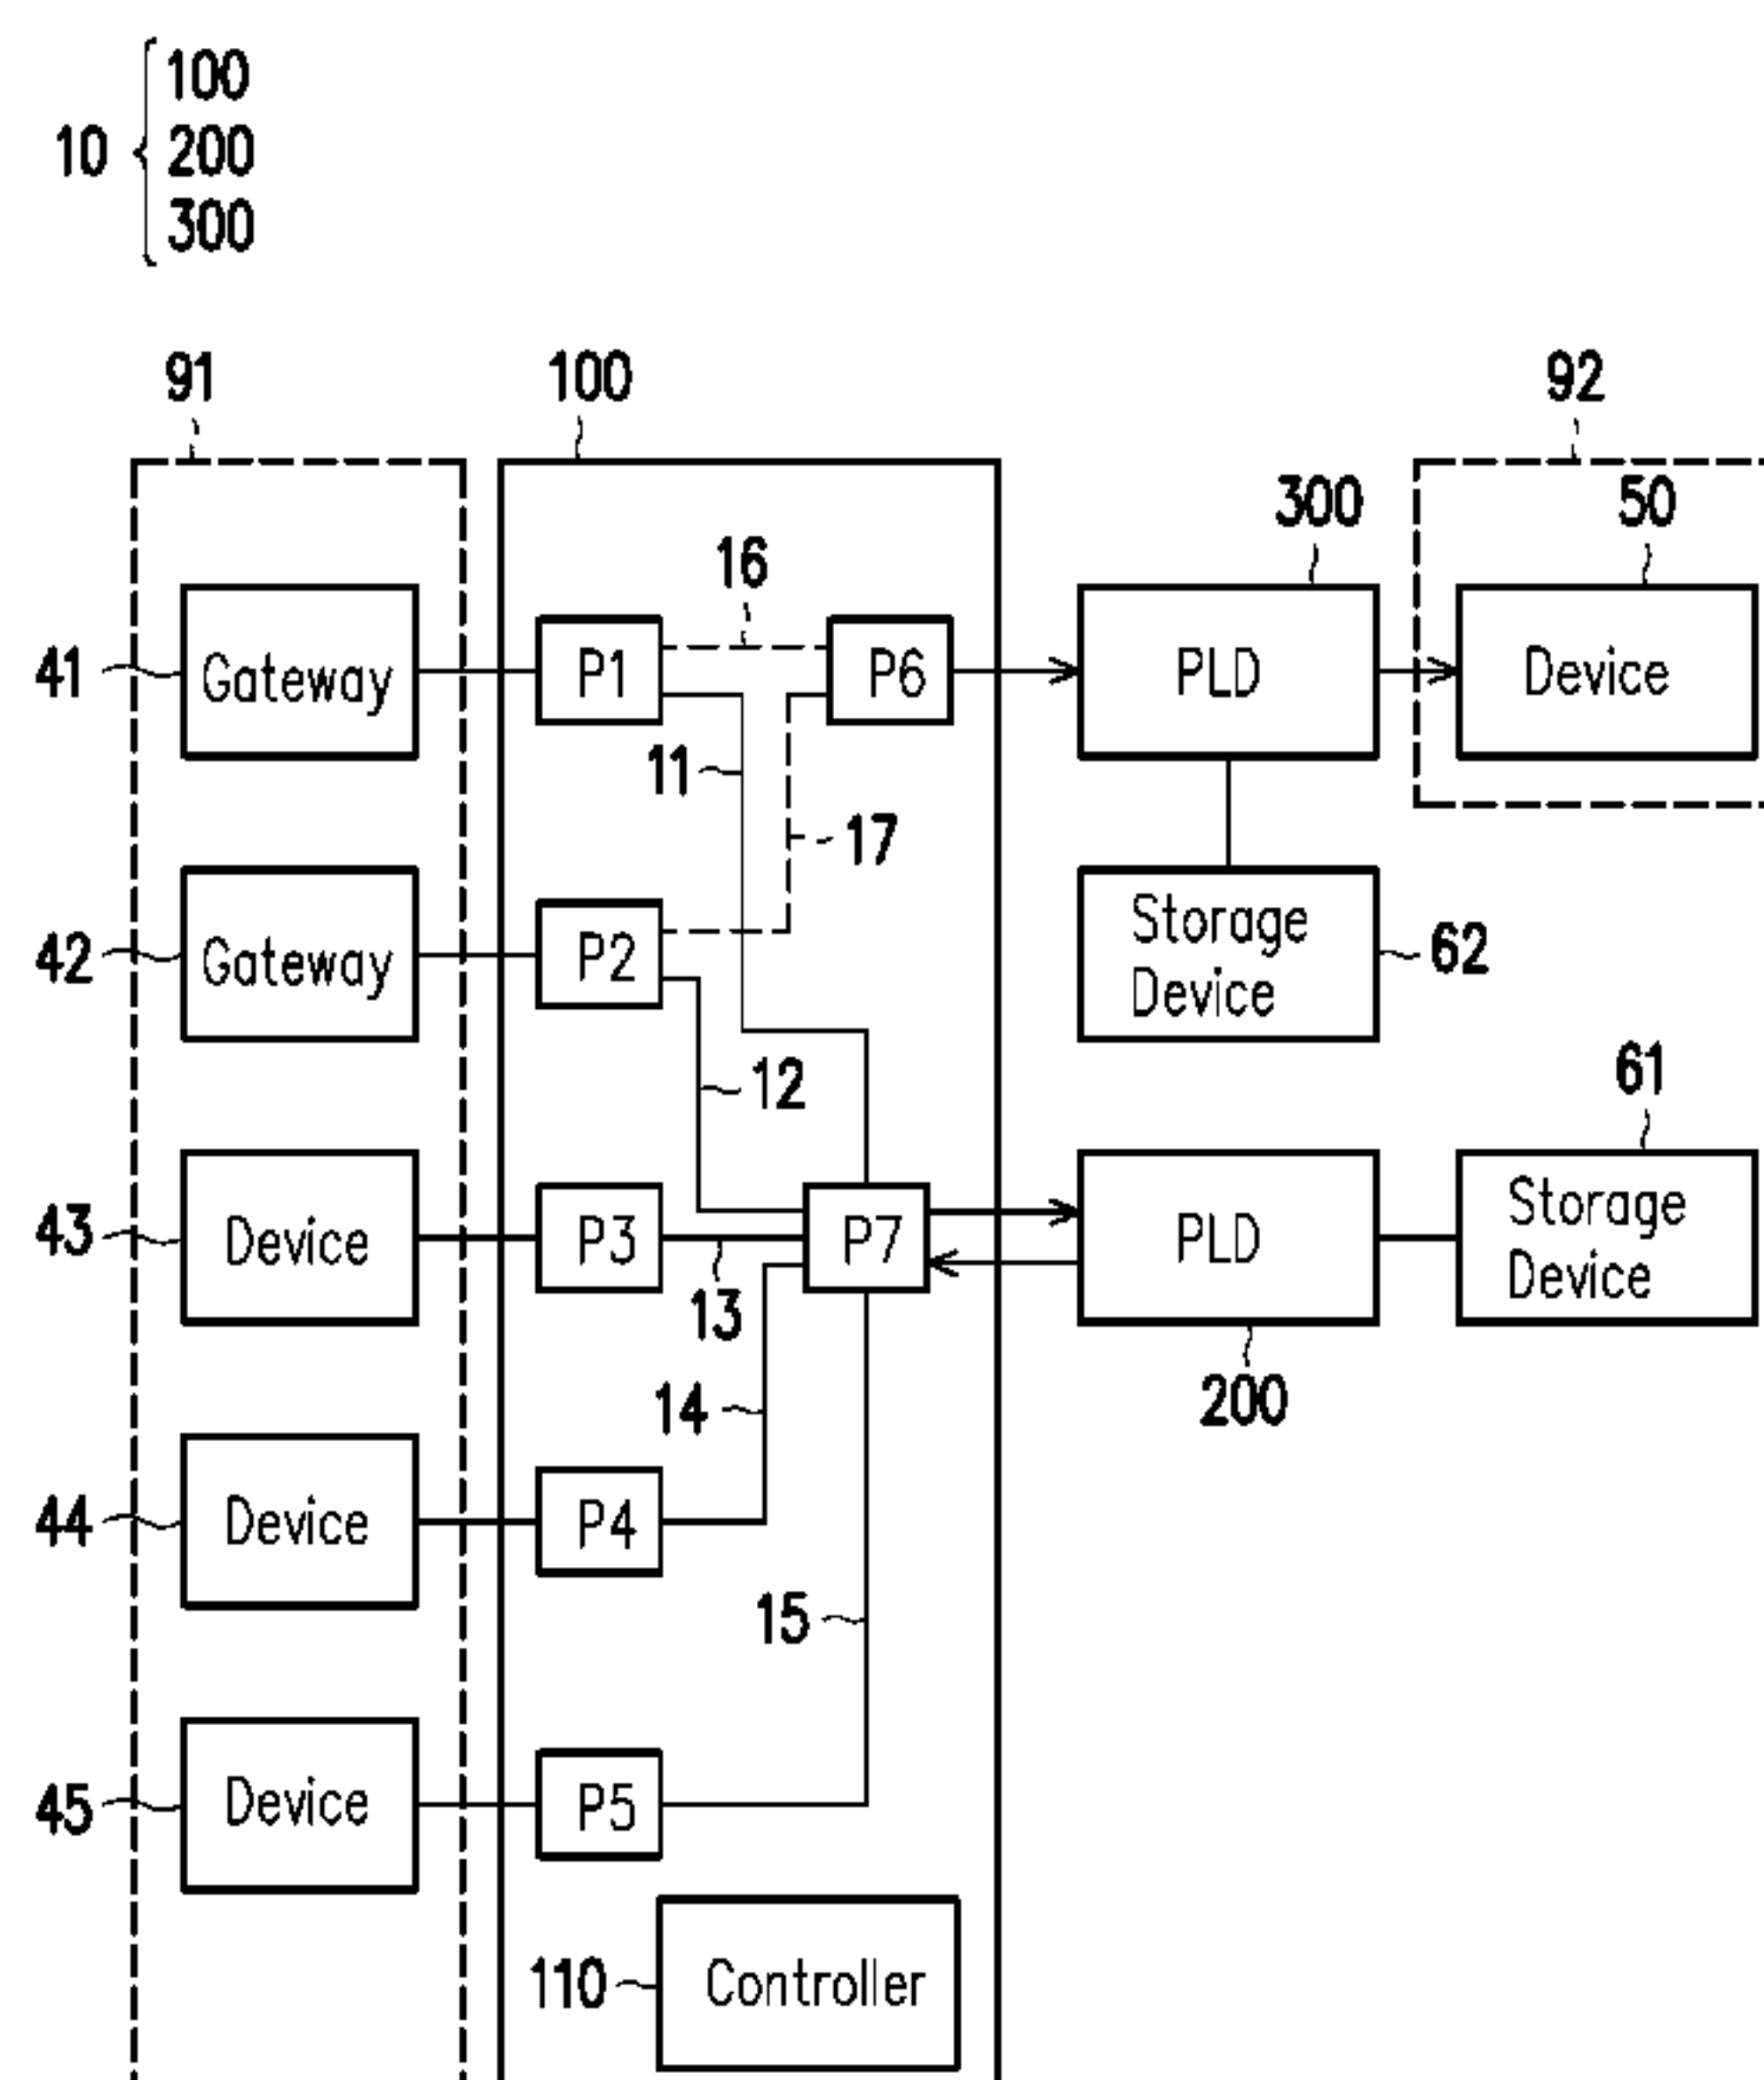 10
100
200
300
91
100
92
300
50
16
41
Gateway
P1
P6
PLD
Device
11
17
42
Gateway
P2
Storage
Device
62
12
61
43
Device
P3
P7
PLD
Storage
Device
13
14
200
44
Device
P4
15
45
Device
P5
110
Controller